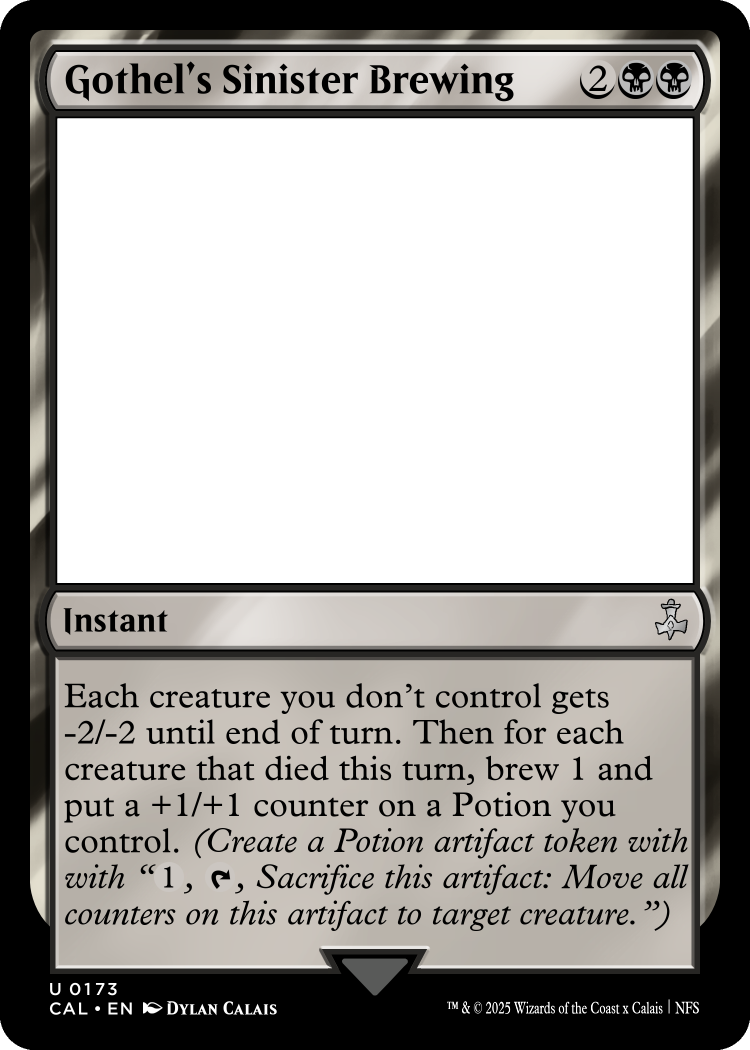 Gothel's Sinister Brewing 2
Instant
Each creature you don't control gets
-2/-2 until end of turn. Then for each
creature that died this turn, brew 1 and
put a +1/+1 counter on a Potion you
control. (Create a Potion artifact token with
with “1, , Sacrifice this artifact: Move all
counters on this artifact to target creature.”)
U 0173
CAL • EN Dylan Calais
™ & © 2025 Wizards of the Coast x Calais | NFS